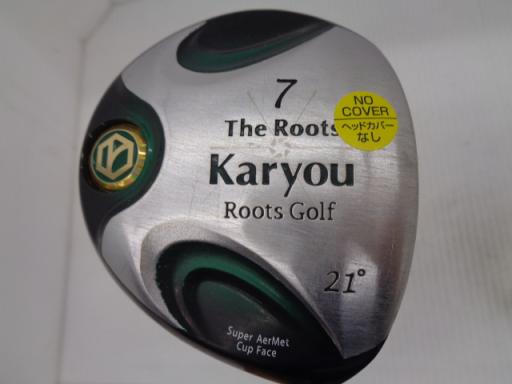 7
The Roots
Karyou
Roots Golf
21°
Super AerMet
Cup Face
NO
COVER
ヘッドカバー
なし